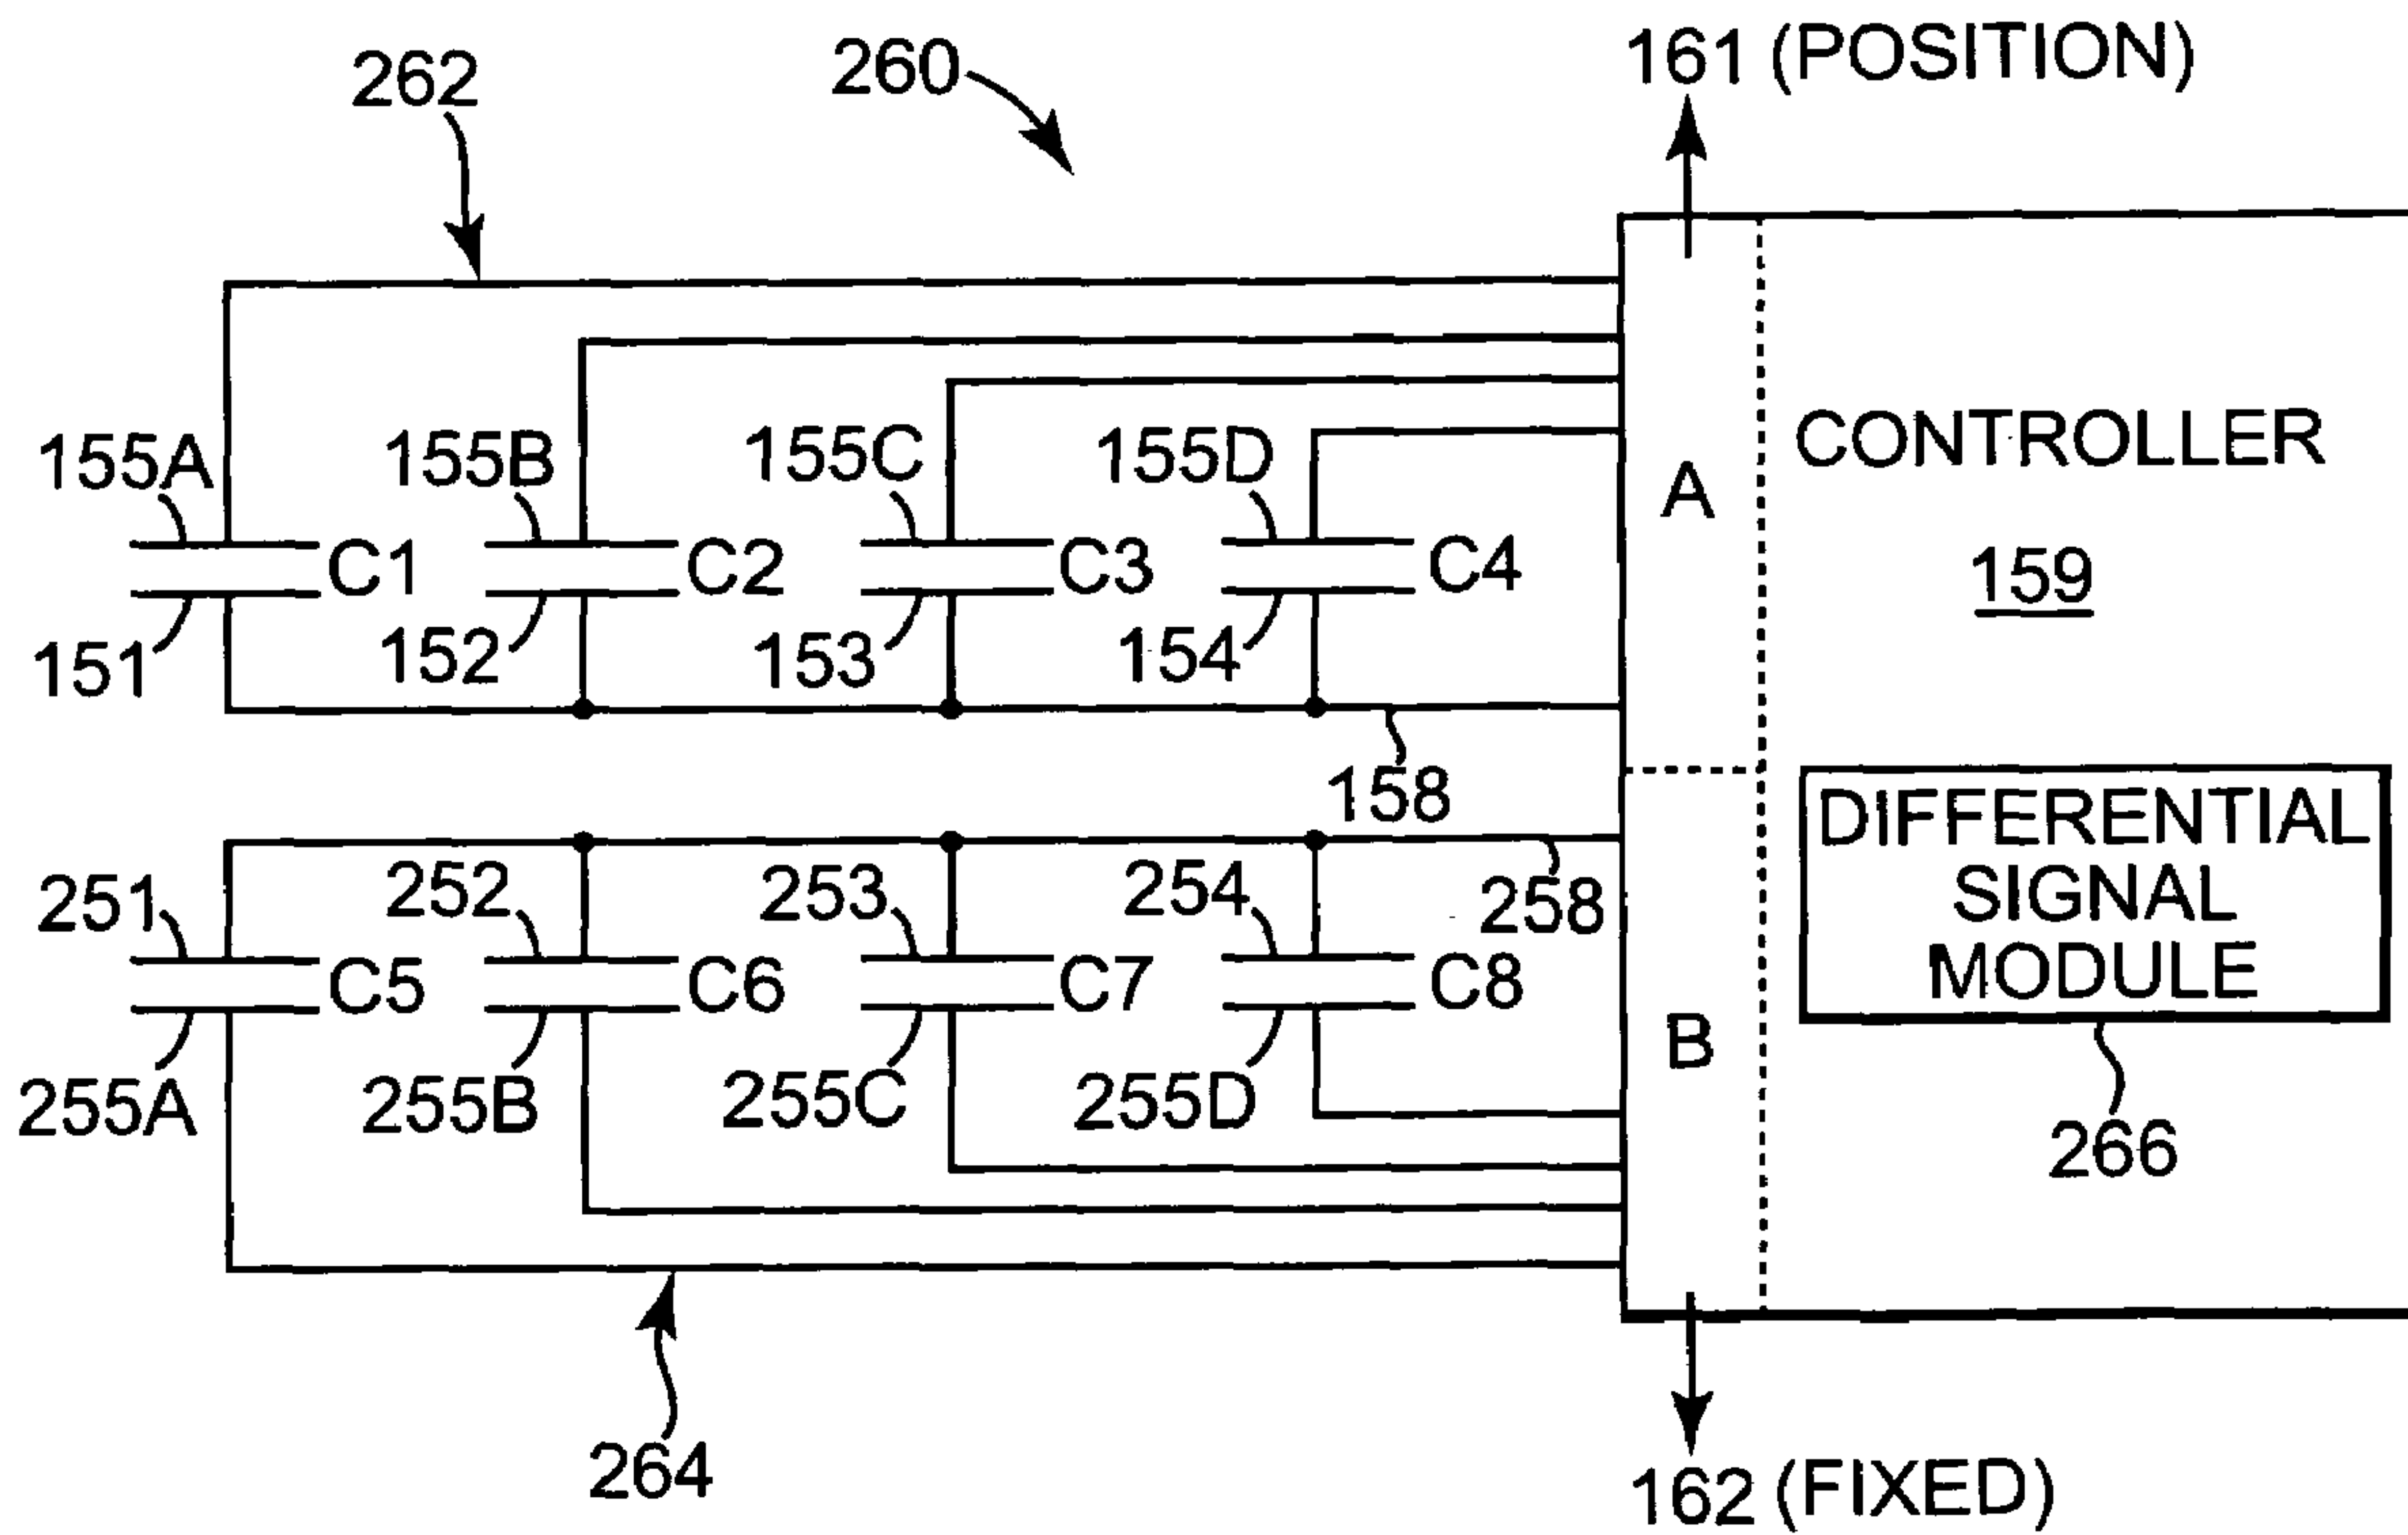 262
260
161 (POSITION)
155A
155B
155C
155D
A
CONTROLLER
C1
C2
C3
C4
159
151
152
153
154
158
DIFFERENTIAL
SIGNAL
MODULE
251
252
253
254
258
C5
C6
C7
C8
B
255A
255B
255C
255D
266
264
162 (FIXED)